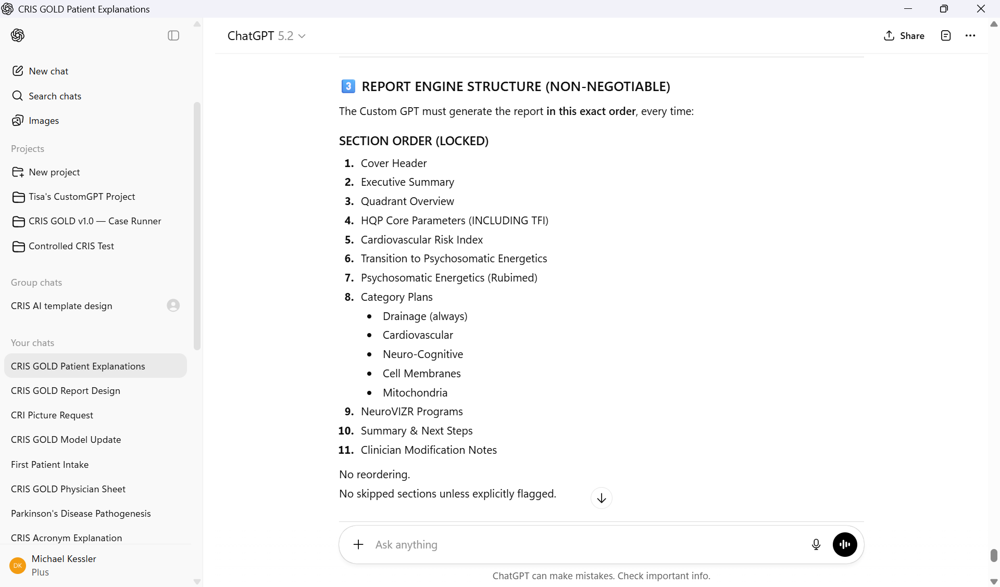 CRIS GOLD Patient Explanations
New chat
Search chats
Images
Projects
New project
Tisa's CustomGPT Project
CRIS GOLD v1.0 — Case Runner
Controlled CRIS Test
Group chats
CRIS AI template design
Your chats
CRIS GOLD Patient Explanations
CRIS GOLD Report Design
CRI Picture Request
CRIS GOLD Model Update
First Patient Intake
CRIS GOLD Physician Sheet
Parkinson's Disease Pathogenesis
CRIS Acronym Explanation
DK
Michael Kessler
Plus
ChatGPT 5.2
Share
3 REPORT ENGINE STRUCTURE (NON-NEGOTIABLE)
The Custom GPT must generate the report in this exact order, every time:
SECTION ORDER (LOCKED)
1. Cover Header
2. Executive Summary
3. Quadrant Overview
4. HQP Core Parameters (INCLUDING TFI)
5. Cardiovascular Risk Index
6. Transition to Psychosomatic Energetics
7. Psychosomatic Energetics (Rubimed)
8. Category Plans
• Drainage (always)
• Cardiovascular
• Neuro-Cognitive
• Cell Membranes
• Mitochondria
9. NeuroVIZR Programs
10. Summary & Next Steps
11. Clinician Modification Notes
No reordering.
No skipped sections unless explicitly flagged.
Ask anything
ChatGPT can make mistakes. Check important info.